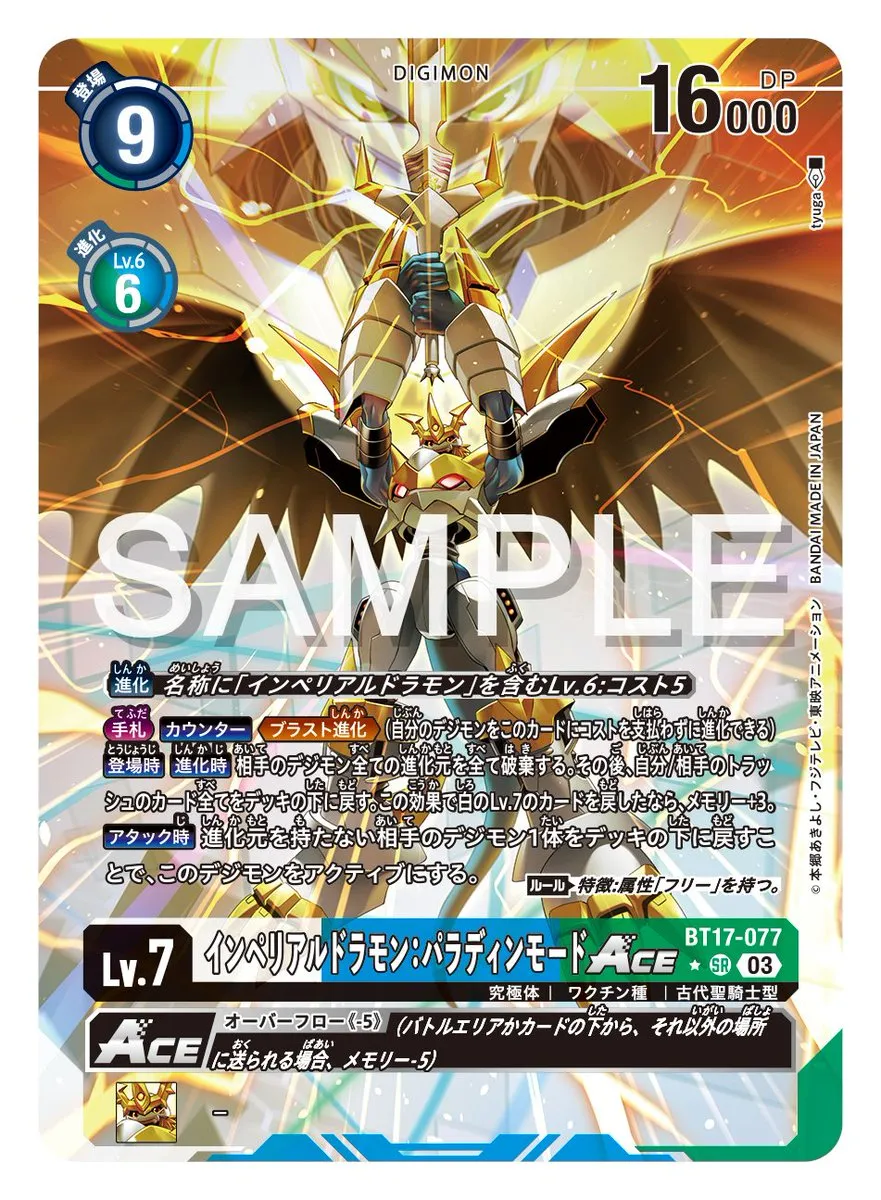 DIGIMON
登場
9
DP
16000
進化
Lv.6
6
tyuga
SAMPLE
進化 名称に「インペリアルドラモン」を含むLv.6:コスト5
手札 カウンター ブラスト進化 (自分のデジモンをこのカードにコストを支払わずに進化できる)
登場時 進化時 相手のデジモン全ての進化元を全て破棄する。その後、自分/相手のトラッ
シュのカード全てをデッキの下に戻す。この効果で白のLv.7のカードを戻したなら、メモリー+3。
アタック時 進化元を持たない相手のデジモン1体をデッキの下に戻すこ
とで、このデジモンをアクティブにする。
ルール 特徴:属性「フリー」を持つ。
©本郷あきよし・フジテレビ・東映アニメーション BANDAI MADE IN JAPAN
BT17-077
Lv.7 インペリアルドラモン:パラディンモードACE
★ SR 03
究極体 | ワクチン種 | 古代聖騎士型
ACE オーバーフロー《-5》 (バトルエリアかカードの下から、それ以外の場所
に送られる場合、メモリー-5)
−